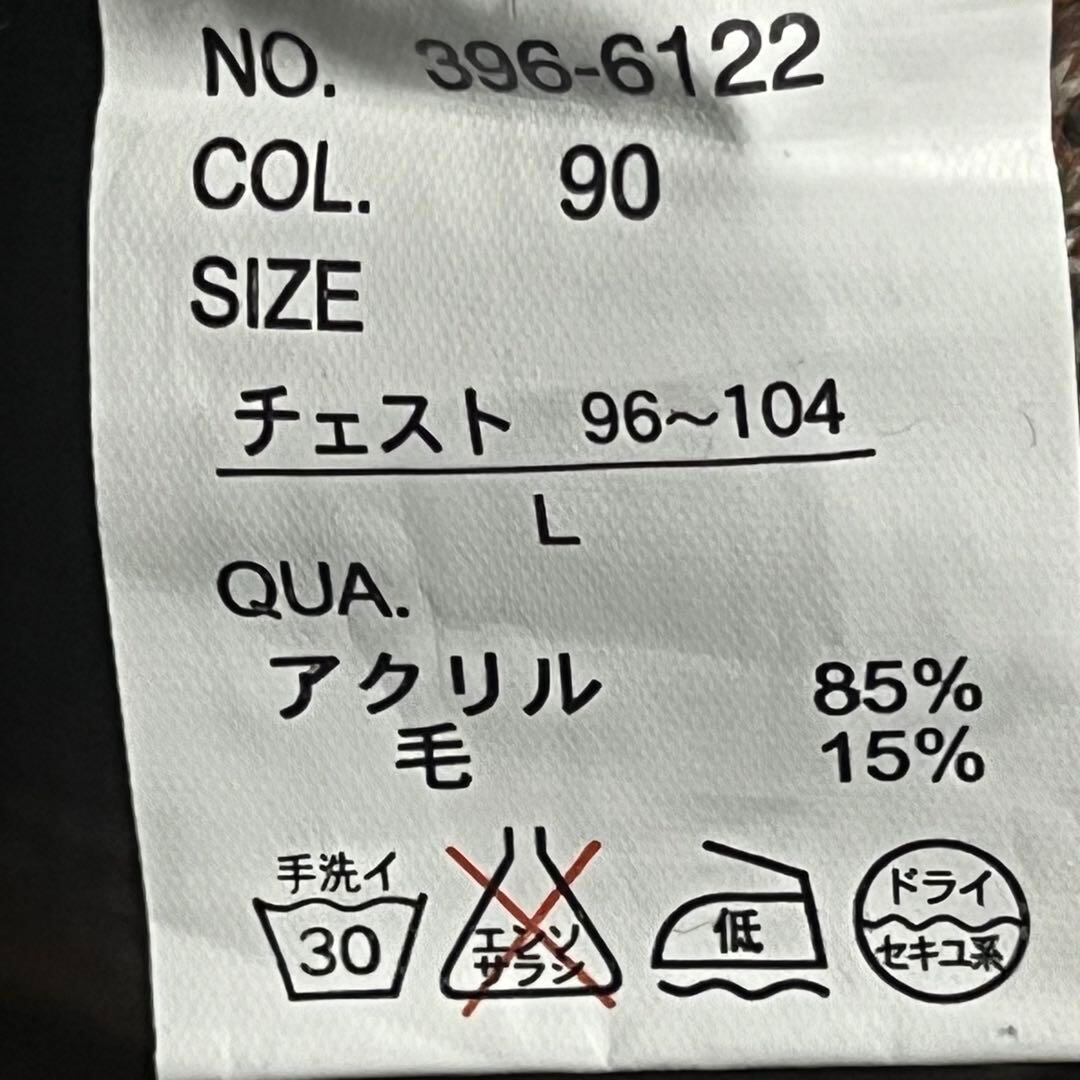 NO. 396-6122
COL. 90
SIZE
チェスト 96~104
L
QUA.
アクリル 85%
毛 15%
手洗イ
30
エンソ
サラシ
低
ドライ
セキユ系